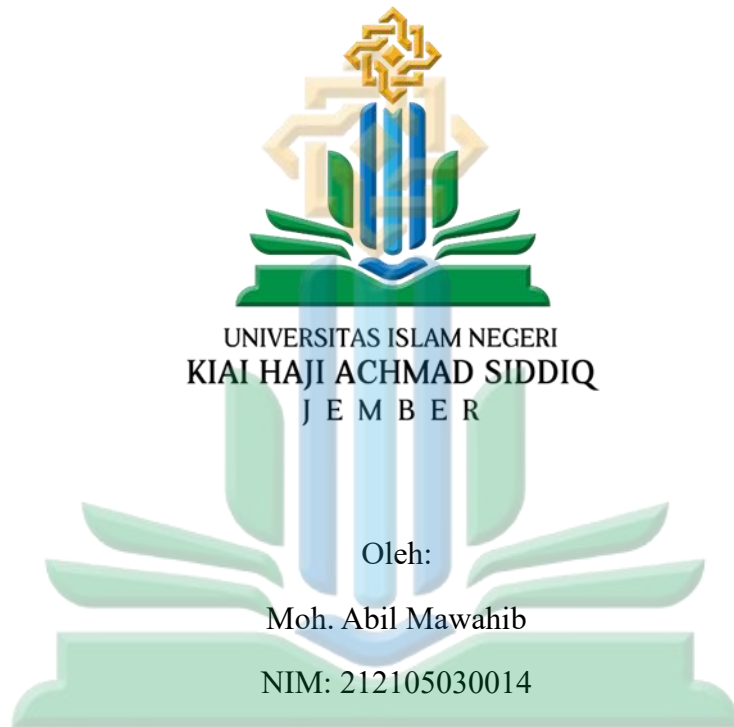 UNIVERSITAS ISLAM NEGERI
KIAI HAJI ACHMAD SIDDIQ
J E M B E R
Oleh:
Moh. Abil Mawahib
NIM: 212105030014